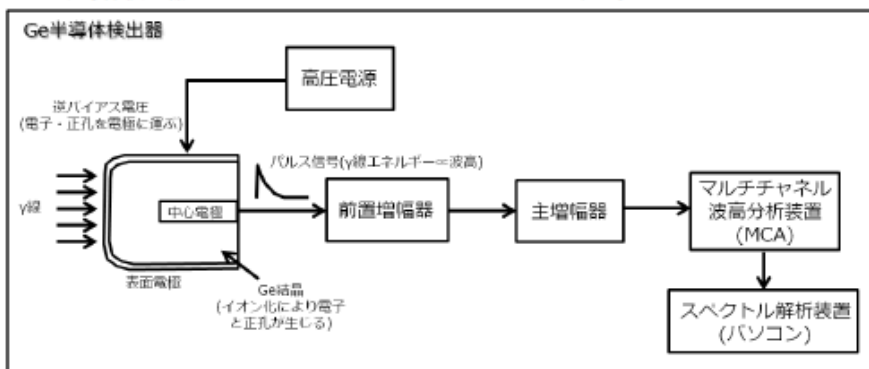 Ge半導体検出器
高圧電源
逆バイアス電圧
(電子・正孔を電極に運ぶ)
パルス信号(γ線エネルギー∝波高)
γ線
中心電極
前置増幅器
主増幅器
マルチチャネル
波高分析装置
(MCA)
表面電極
Ge結晶
(イオン化により電子
と正孔が生じる)
スペクトル解析装置
(パソコン)